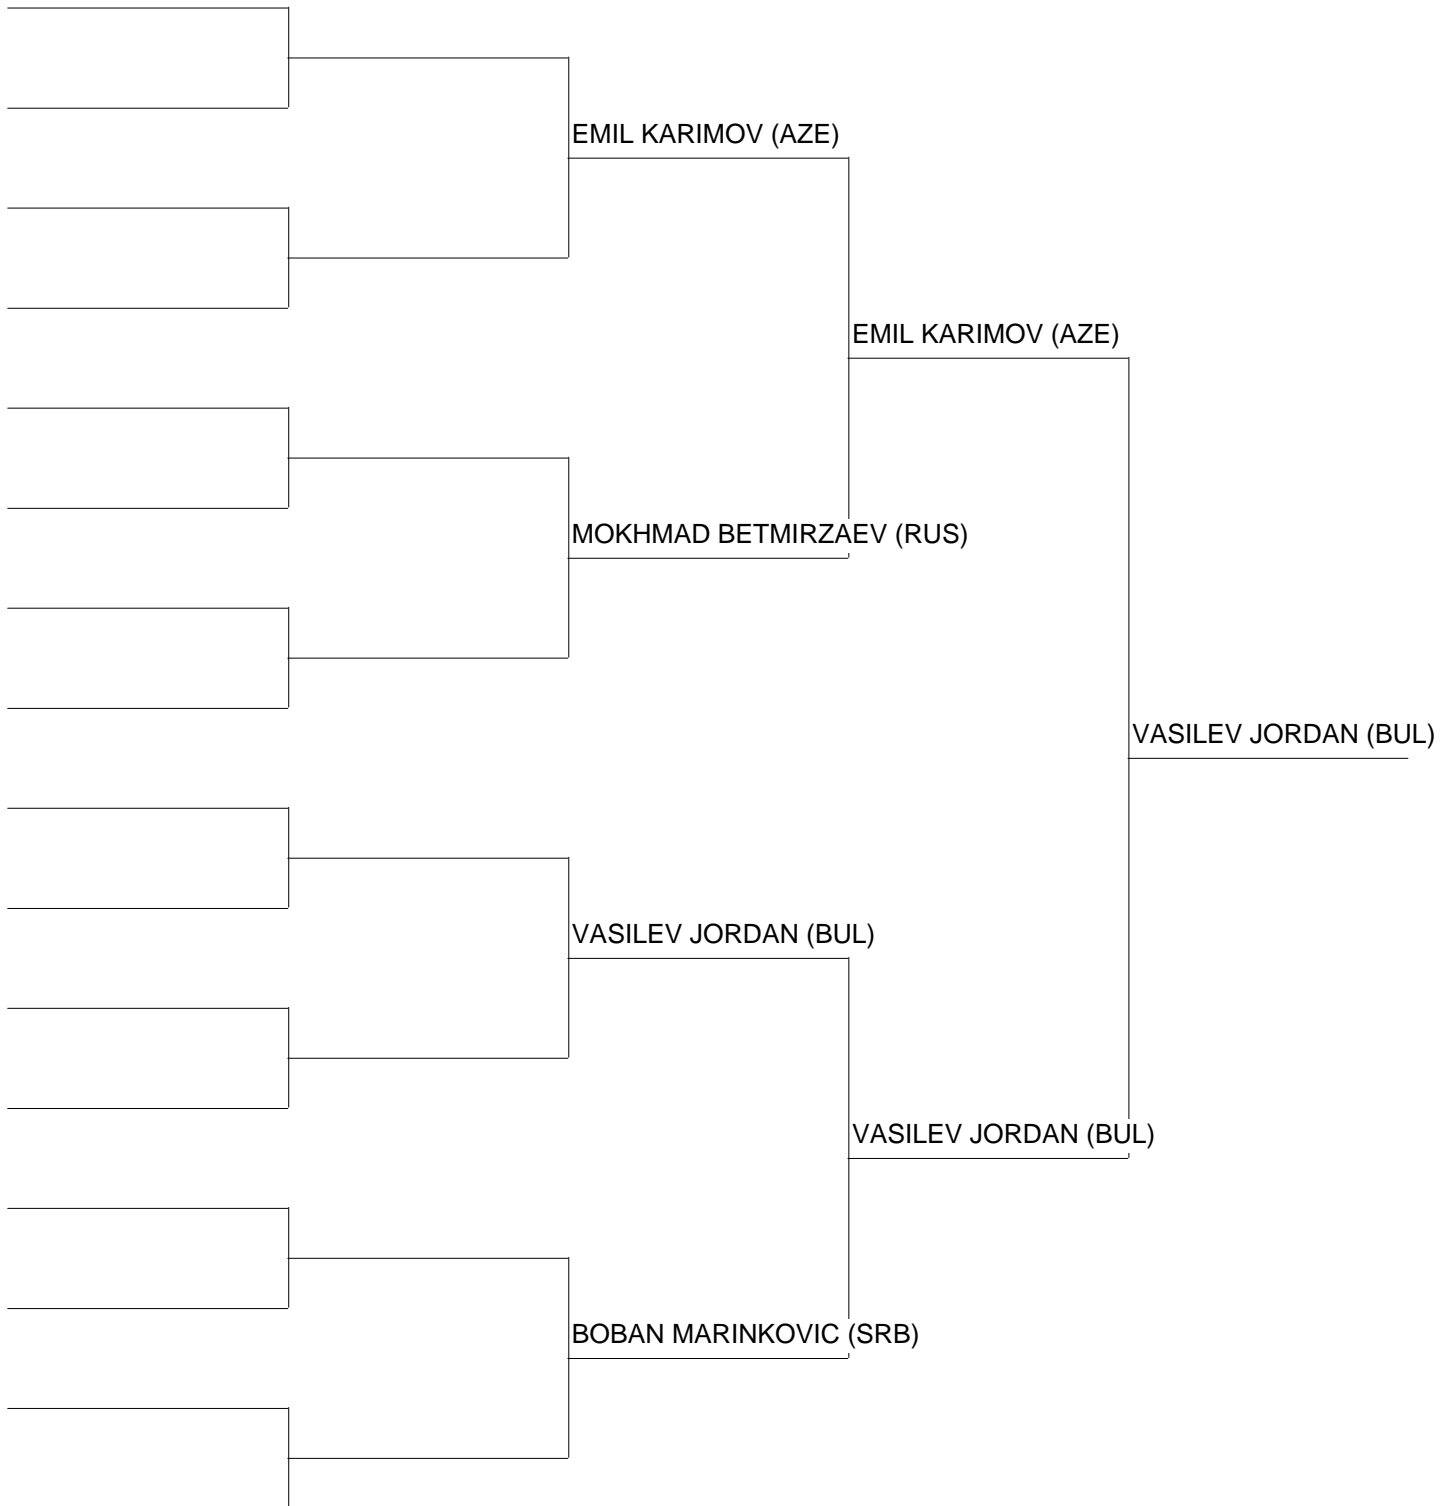 EMIL KARIMOV (AZE)
EMIL KARIMOV (AZE)
MOKHMAD BETMIRZAEV (RUS)
VASILEV JORDAN (BUL)
VASILEV JORDAN (BUL)
VASILEV JORDAN (BUL)
BOBAN MARINKOVIC (SRB)